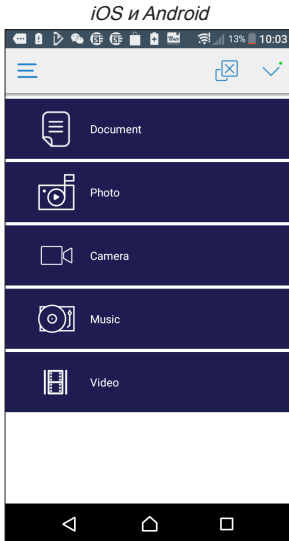 iOS и Android
13% 10:03
Document
Photo
Camera
Music
Video